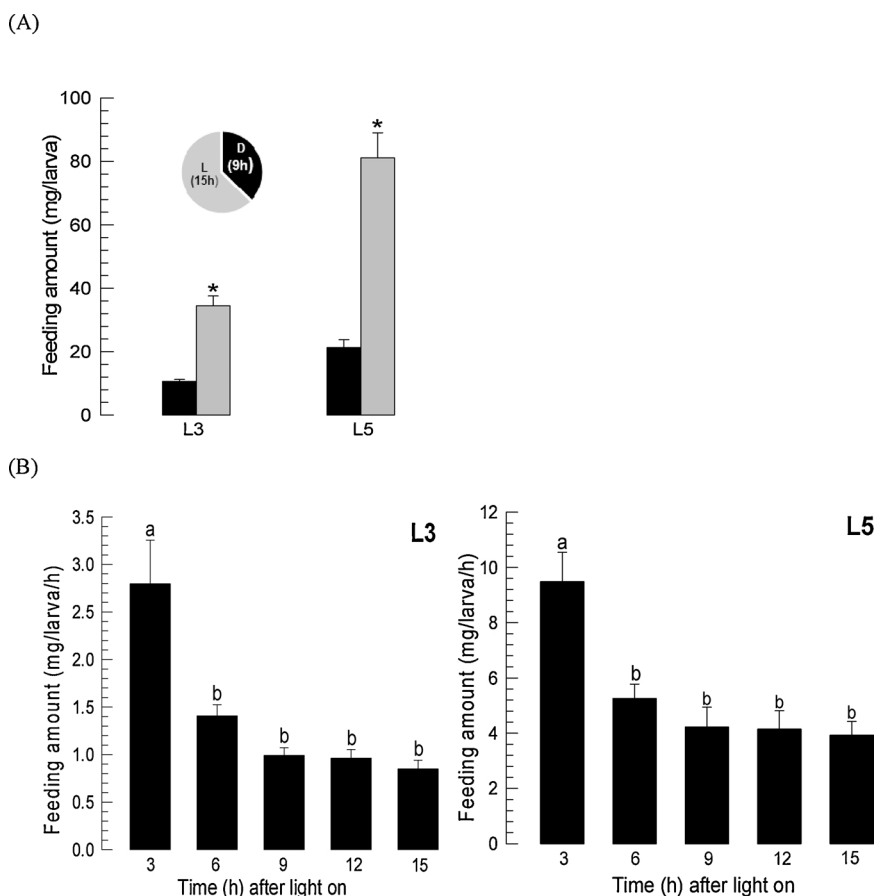 (A)
Feeding amount (mg/larva)
100
80
60
40
20
0
D
(9h)
L
(15h)
*
*
L3
L5
(B)
Feeding amount (mg/larva/h)
3.5
3.0
2.5
2.0
1.5
1.0
0.5
0.0
L3
a
b
b
b
b
3 6 9 12 15
Time (h) after light on
Feeding amount (mg/larva/h)
12
10
8
6
4
2
0
L5
a
b
b
b
b
3 6 9 12 15
Time (h) after light on